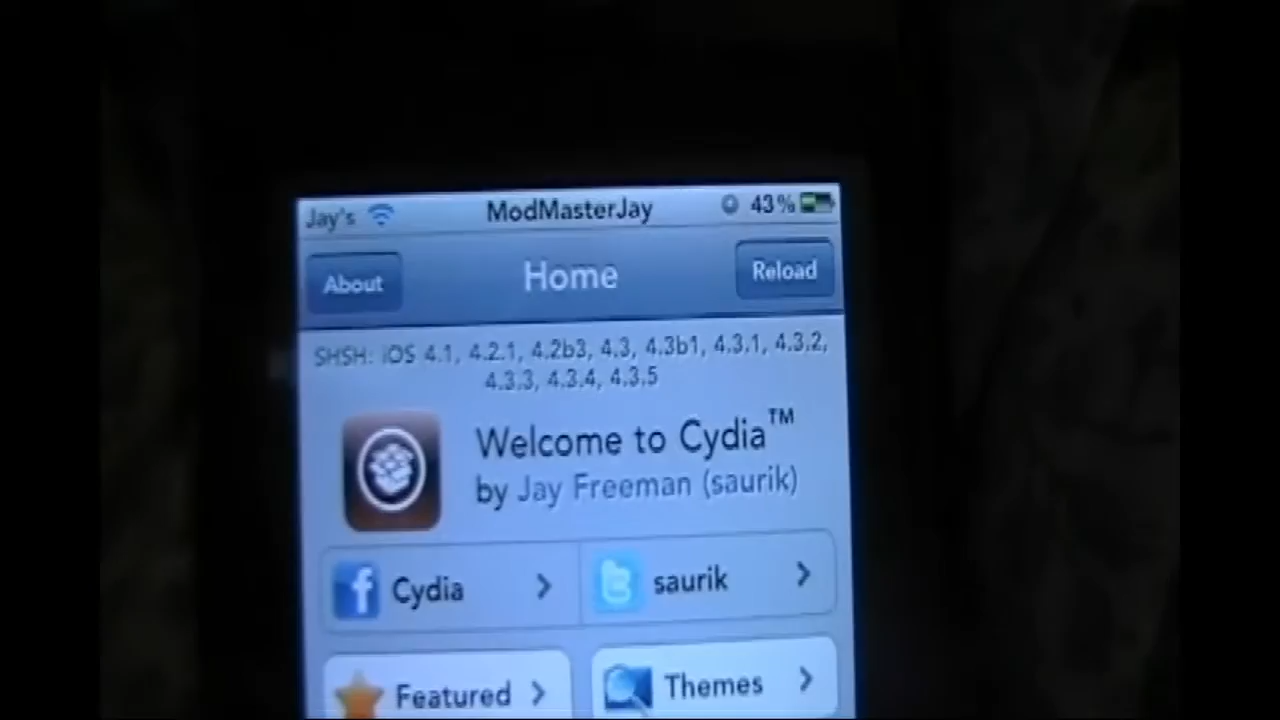 Jay's ModMasterJay 43%
About Home Reload
SHSH: iOS 4.1, 4.2.1, 4.2b3, 4.3, 4.3b1, 4.3.1, 4.3.2,
4.3.3, 4.3.4, 4.3.5
Welcome to Cydia™
by Jay Freeman (saurik)
Cydia saurik
Featured Themes